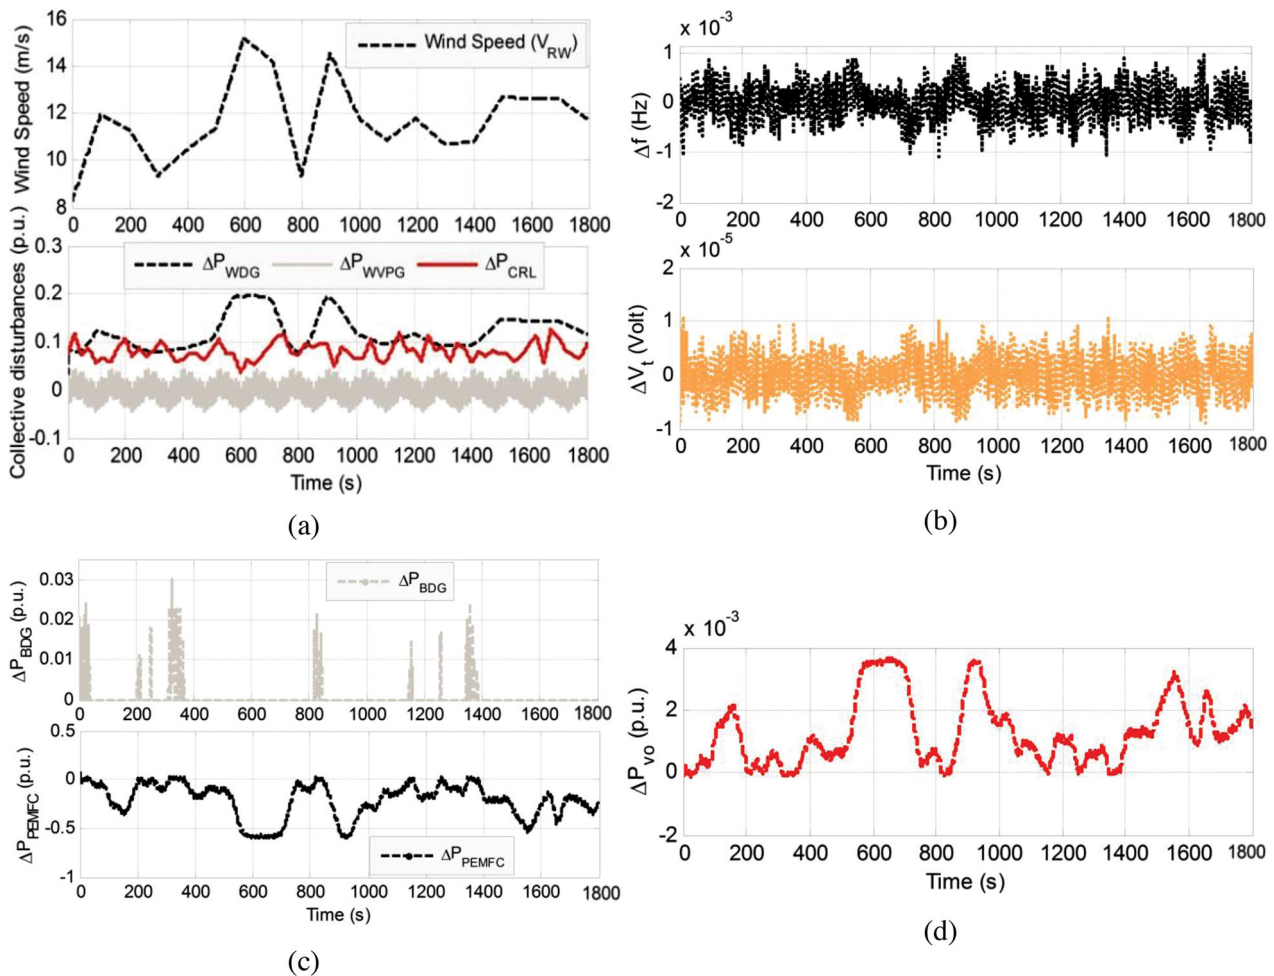 Wind Speed (m/s)
16
14
12
10
8
Wind Speed (V_RW)
0 200 400 600 800 1000 1200 1400 1600 1800
Collective disturbances (p.u.)
0.3
0.2
0.1
0
-0.1
ΔP_WDG ΔP_WVPG ΔP_CRL
0 200 400 600 800 1000 1200 1400 1600 1800
Time (s)
(a)
x 10^-3
Δf (Hz)
1
0
-1
-2
0 200 400 600 800 1000 1200 1400 1600 1800
x 10^-5
ΔV_t (Volt)
2
1
0
-1
0 200 400 600 800 1000 1200 1400 1600 1800
Time (s)
(b)
ΔP_BDG (p.u.)
0.03
0.02
0.01
0
ΔP_BDG
0 200 400 600 800 1000 1200 1400 1600 1800
ΔP_PEMFC (p.u.)
0.5
0
-0.5
-1
ΔP_PEMFC
0 200 400 600 800 1000 1200 1400 1600 1800
Time (s)
(c)
x 10^-3
ΔP_vo (p.u.)
4
2
0
-2
0 200 400 600 800 1000 1200 1400 1600 1800
Time (s)
(d)